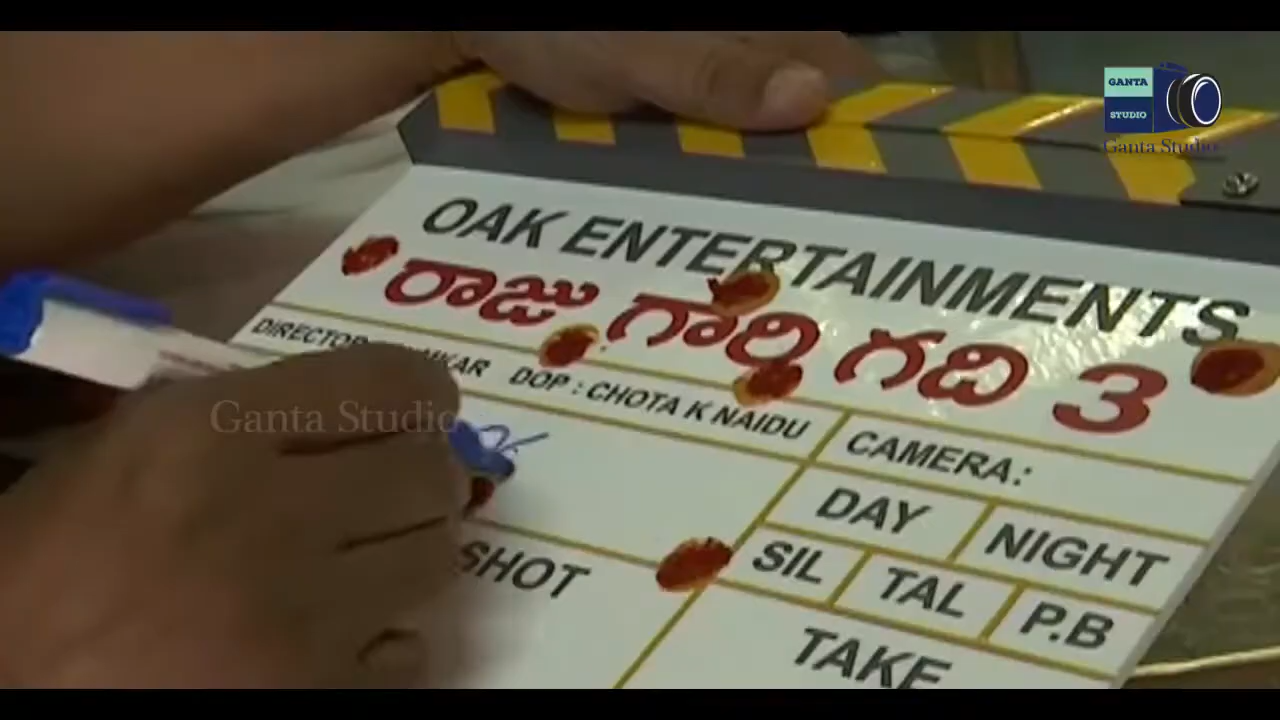 GANTA
STUDIO
Ganta Studio
OAK ENTERTAINMENTS
రాజు గారి గది 3
DIRECTOR DOP : CHOTA K NAIDU
Ganta Studio
CAMERA:
DAY NIGHT
SHOT SIL TAL P.B
TAKE